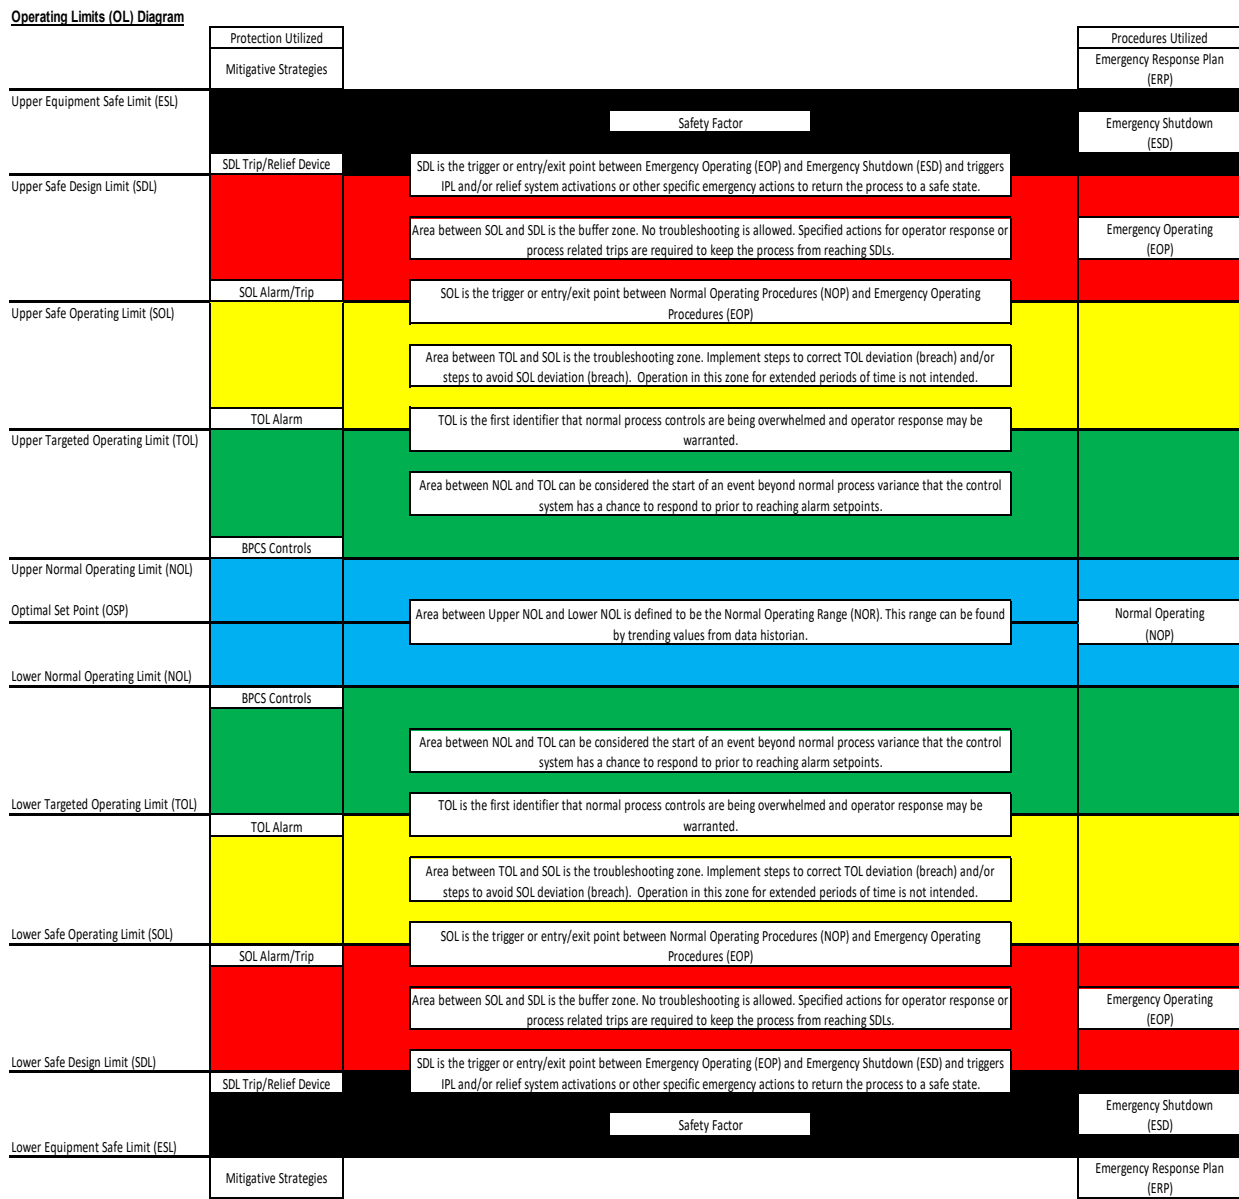 Operating Limits (OL) Diagram
Protection Utilized
Procedures Utilized
Mitigative Strategies
Emergency Response Plan
(ERP)
Upper Equipment Safe Limit (ESL)
Safety Factor
Emergency Shutdown
(ESD)
SDL Trip/Relief Device
SDL is the trigger or entry/exit point between Emergency Operating (EOP) and Emergency Shutdown (ESD) and triggers
IPL and/or relief system activations or other specific emergency actions to return the process to a safe state.
Upper Safe Design Limit (SDL)
Area between SOL and SDL is the buffer zone. No troubleshooting is allowed. Specified actions for operator response or
process related trips are required to keep the process from reaching SDLs.
Emergency Operating
(EOP)
SOL Alarm/Trip
SOL is the trigger or entry/exit point between Normal Operating Procedures (NOP) and Emergency Operating
Procedures (EOP)
Upper Safe Operating Limit (SOL)
Area between TOL and SOL is the troubleshooting zone. Implement steps to correct TOL deviation (breach) and/or
steps to avoid SOL deviation (breach). Operation in this zone for extended periods of time is not intended.
TOL Alarm
TOL is the first identifier that normal process controls are being overwhelmed and operator response may be
warranted.
Upper Targeted Operating Limit (TOL)
Area between NOL and TOL can be considered the start of an event beyond normal process variance that the control
system has a chance to respond to prior to reaching alarm setpoints.
BPCS Controls
Upper Normal Operating Limit (NOL)
Optimal Set Point (OSP)
Area between Upper NOL and Lower NOL is defined to be the Normal Operating Range (NOR). This range can be found
by trending values from data historian.
Normal Operating
(NOP)
Lower Normal Operating Limit (NOL)
BPCS Controls
Area between NOL and TOL can be considered the start of an event beyond normal process variance that the control
system has a chance to respond to prior to reaching alarm setpoints.
Lower Targeted Operating Limit (TOL)
TOL is the first identifier that normal process controls are being overwhelmed and operator response may be
warranted.
TOL Alarm
Area between TOL and SOL is the troubleshooting zone. Implement steps to correct TOL deviation (breach) and/or
steps to avoid SOL deviation (breach). Operation in this zone for extended periods of time is not intended.
Lower Safe Operating Limit (SOL)
SOL is the trigger or entry/exit point between Normal Operating Procedures (NOP) and Emergency Operating
Procedures (EOP)
SOL Alarm/Trip
Area between SOL and SDL is the buffer zone. No troubleshooting is allowed. Specified actions for operator response or
process related trips are required to keep the process from reaching SDLs.
Emergency Operating
(EOP)
Lower Safe Design Limit (SDL)
SDL is the trigger or entry/exit point between Emergency Operating (EOP) and Emergency Shutdown (ESD) and triggers
IPL and/or relief system activations or other specific emergency actions to return the process to a safe state.
SDL Trip/Relief Device
Safety Factor
Emergency Shutdown
(ESD)
Lower Equipment Safe Limit (ESL)
Mitigative Strategies
Emergency Response Plan
(ERP)